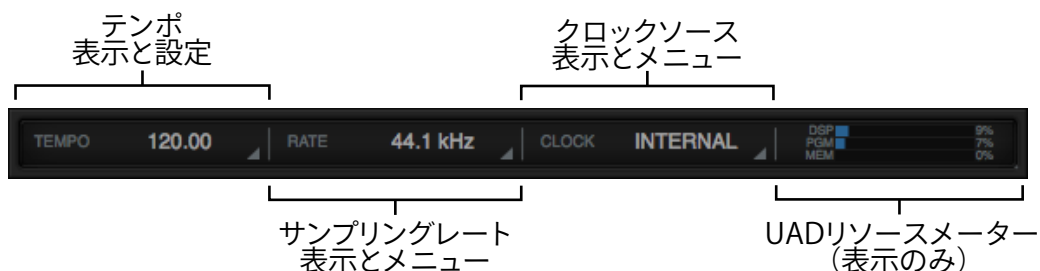 テンポ
表示と設定
クロックソース
表示とメニュー
TEMPO 120.00 RATE 44.1 kHz CLOCK INTERNAL
DSP 9%
PGM 7%
MEM 0%
サンプリングレート
表示とメニュー
UADリソースメーター
（表示のみ）